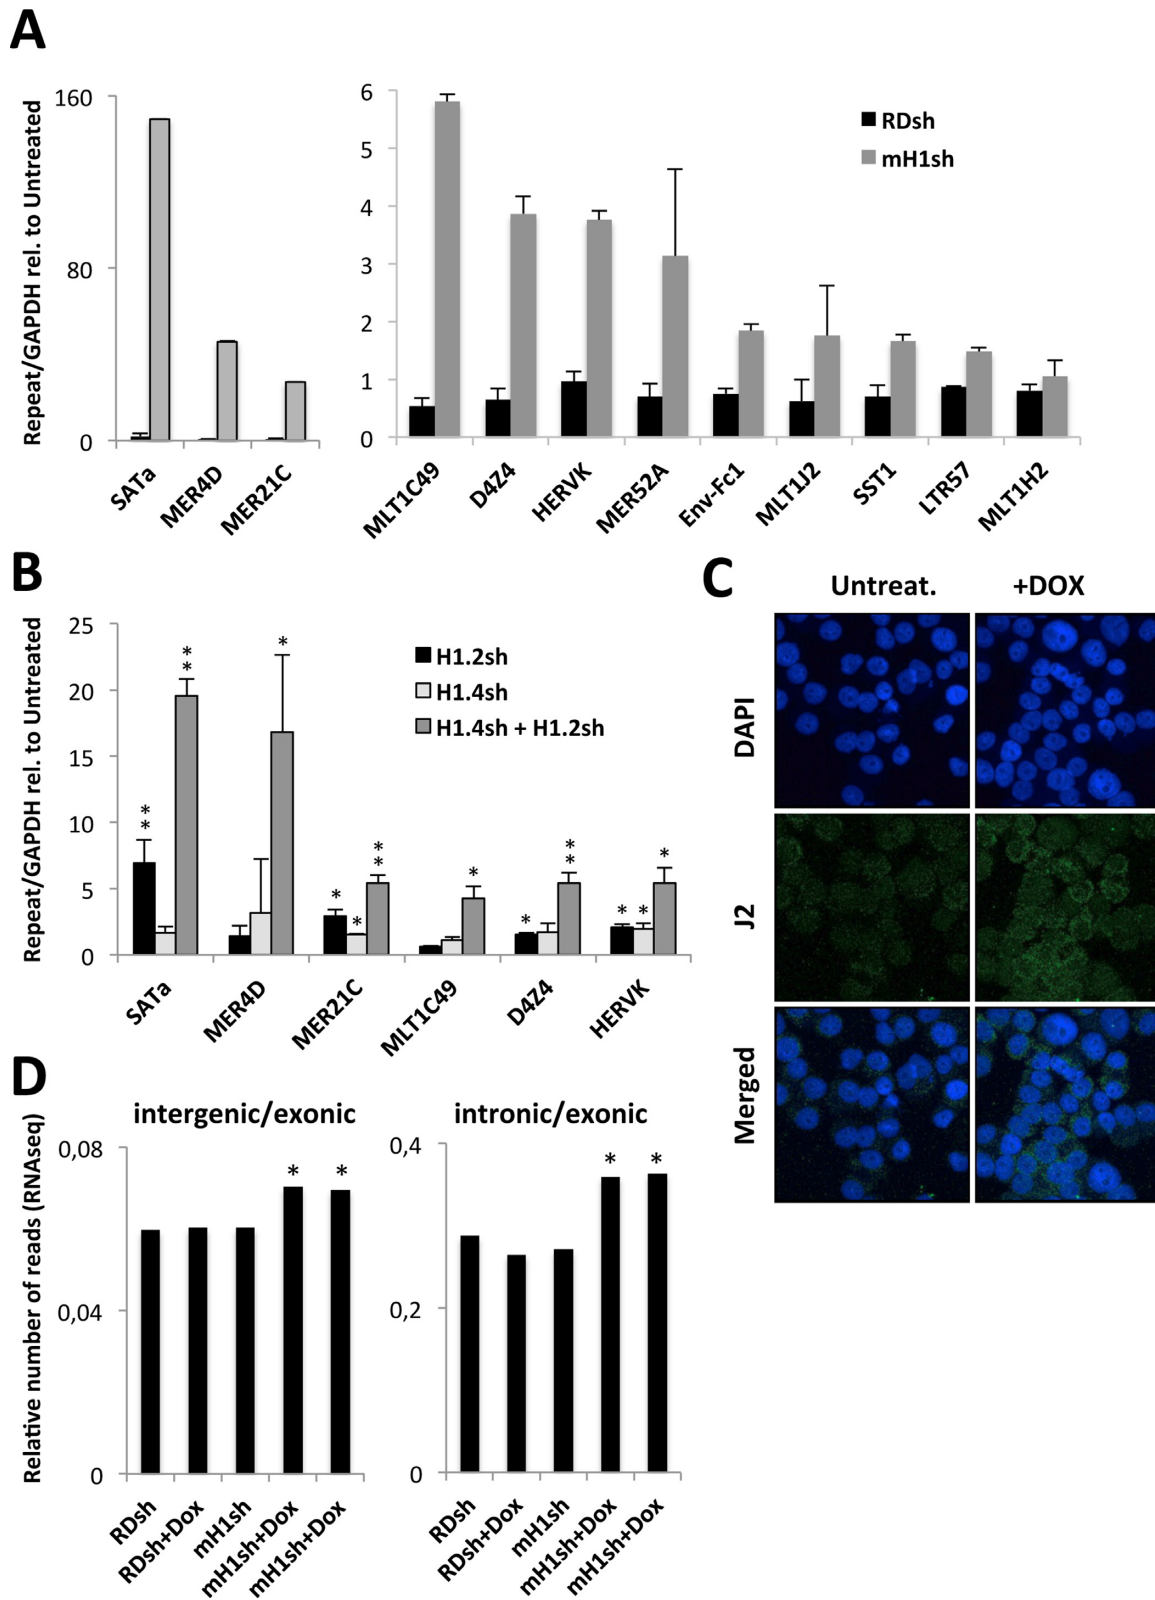 A
Repeat/GAPDH rel. to Untreated
160
80
0
SATa
MER4D
MER21C
6
5
4
3
2
1
0
RDsh
mH1sh
MLT1C49
D4Z4
HERVK
MER52A
Env-Fc1
MLT1J2
SST1
LTR57
MLT1H2
B
Repeat/GAPDH rel. to Untreated
25
20
15
10
5
0
H1.2sh
H1.4sh
H1.4sh + H1.2sh
**
**
*
*
*
**
*
*
**
*
*
*
SATa
MER4D
MER21C
MLT1C49
D4Z4
HERVK
C
Untreat.
+DOX
DAPI
J2
Merged
D
Relative number of reads (RNAseq)
intergenic/exonic
0,08
0,04
0
*
*
RDsh
RDsh+Dox
mH1sh
mH1sh+Dox
mH1sh+Dox
intronic/exonic
0,4
0,2
0
*
*
RDsh
RDsh+Dox
mH1sh
mH1sh+Dox
mH1sh+Dox